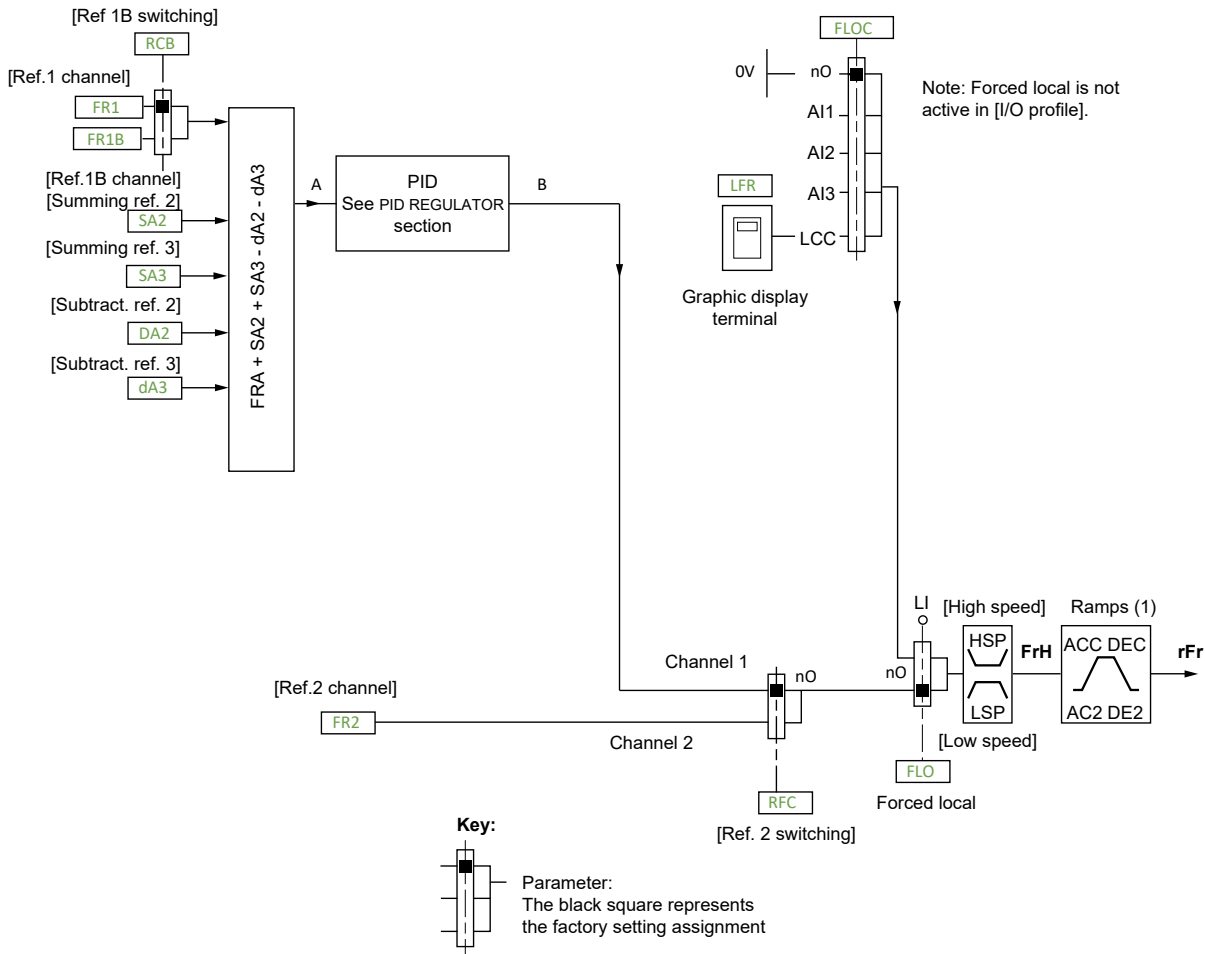 [Ref 1B switching]
RCB
[Ref.1 channel]
FR1
FR1B
[Ref.1B channel]
[Summing ref. 2]
SA2
[Summing ref. 3]
SA3
[Subtract. ref. 2]
DA2
[Subtract. ref. 3]
dA3
FRA + SA2 + SA3 - dA2 - dA3
A
PID
See PID REGULATOR
section
B
FLOC
0V
nO
AI1
AI2
AI3
LCC
LFR
Graphic display
terminal
Note: Forced local is not
active in [I/O profile].
[Ref.2 channel]
FR2
Channel 1
Channel 2
nO
RFC
[Ref. 2 switching]
LI
nO
FLO
Forced local
[High speed]
HSP
LSP
[Low speed]
FrH
Ramps (1)
ACC DEC
AC2 DE2
rFr
Key:
Parameter:
The black square represents
the factory setting assignment